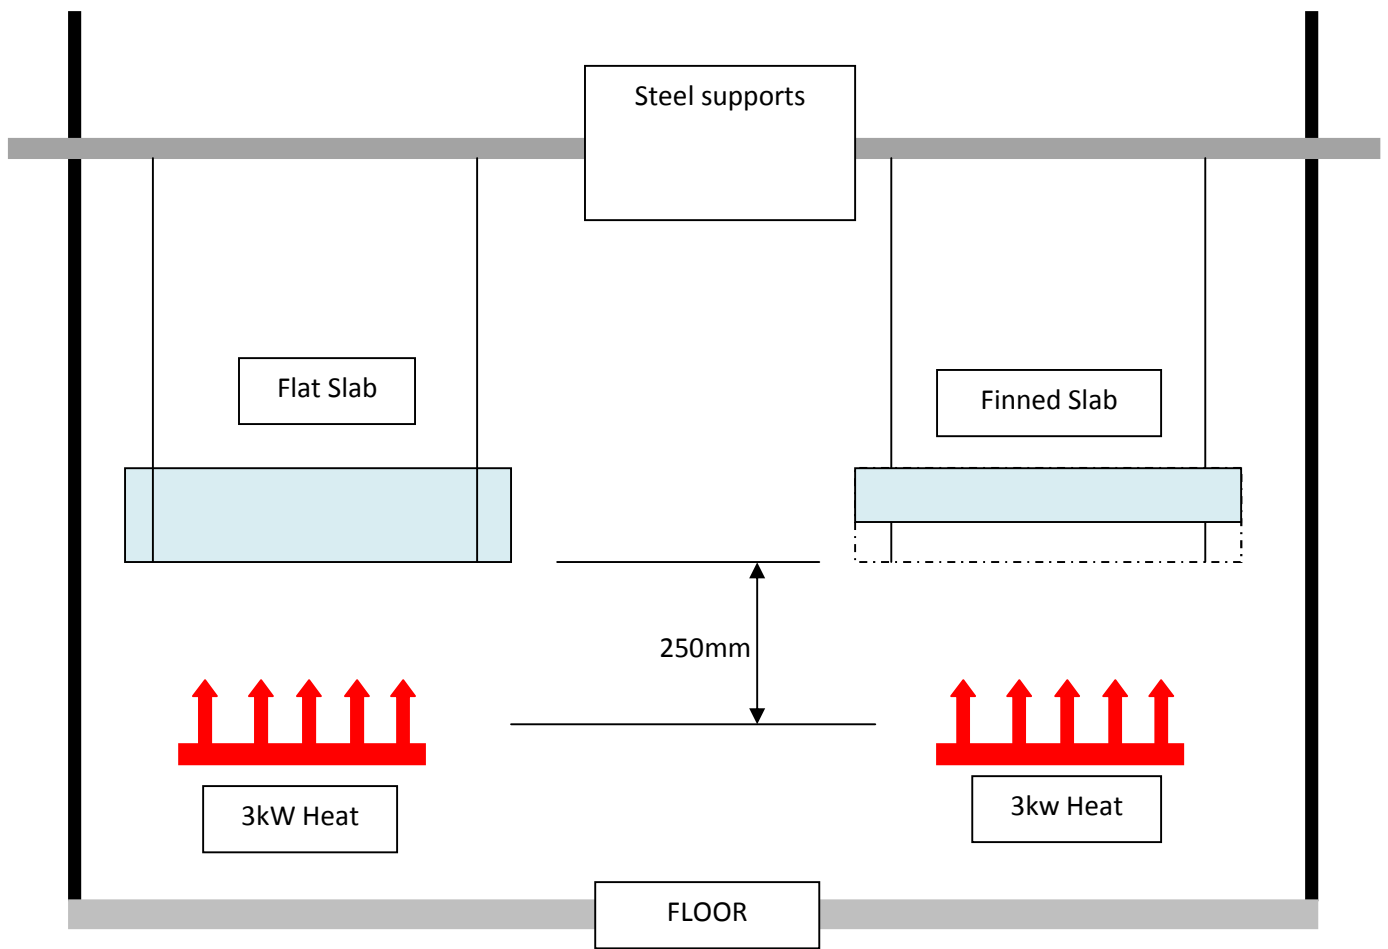 Steel supports
Flat Slab
Finned Slab
250mm
3kW Heat
3kw Heat
FLOOR